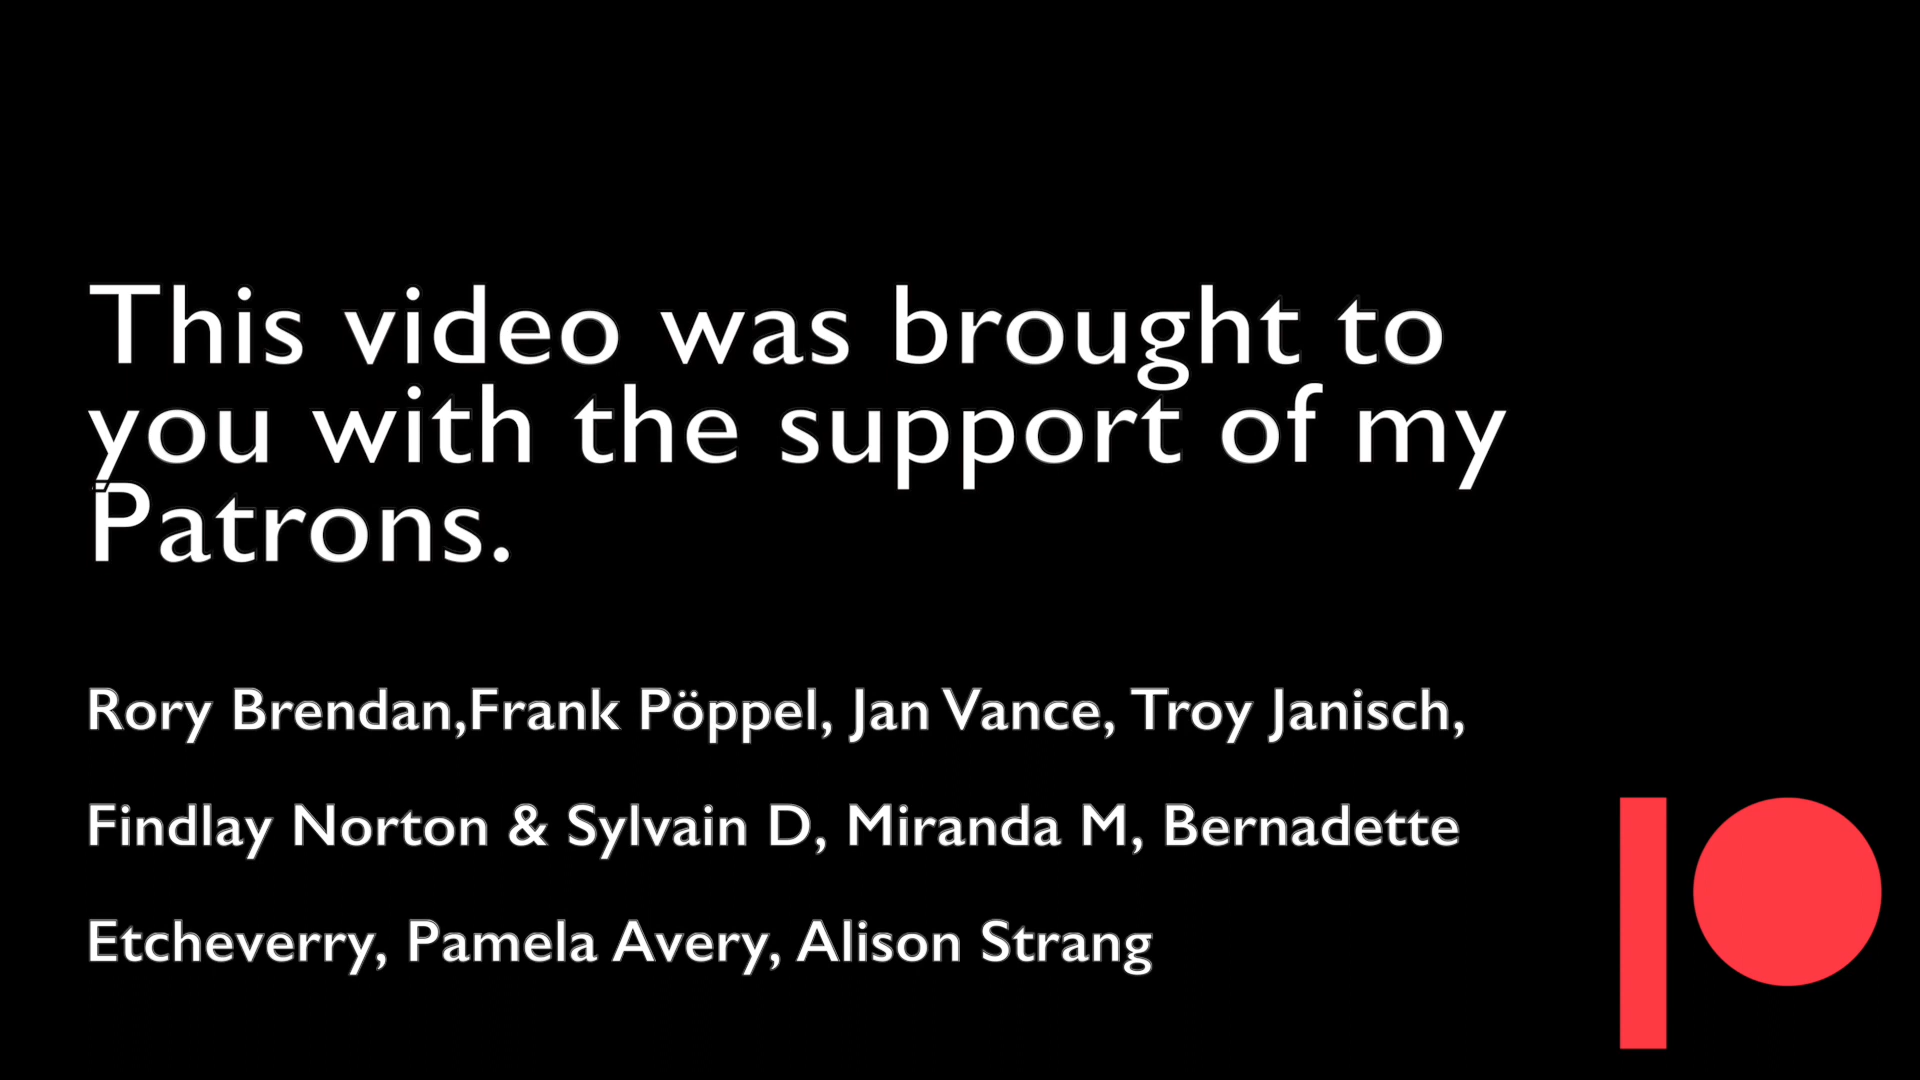 This video was brought to
you with the support of my
Patrons.
Rory Brendan,Frank Pöppel, Jan Vance, Troy Janisch,
Findlay Norton & Sylvain D, Miranda M, Bernadette
Etcheverry, Pamela Avery, Alison Strang